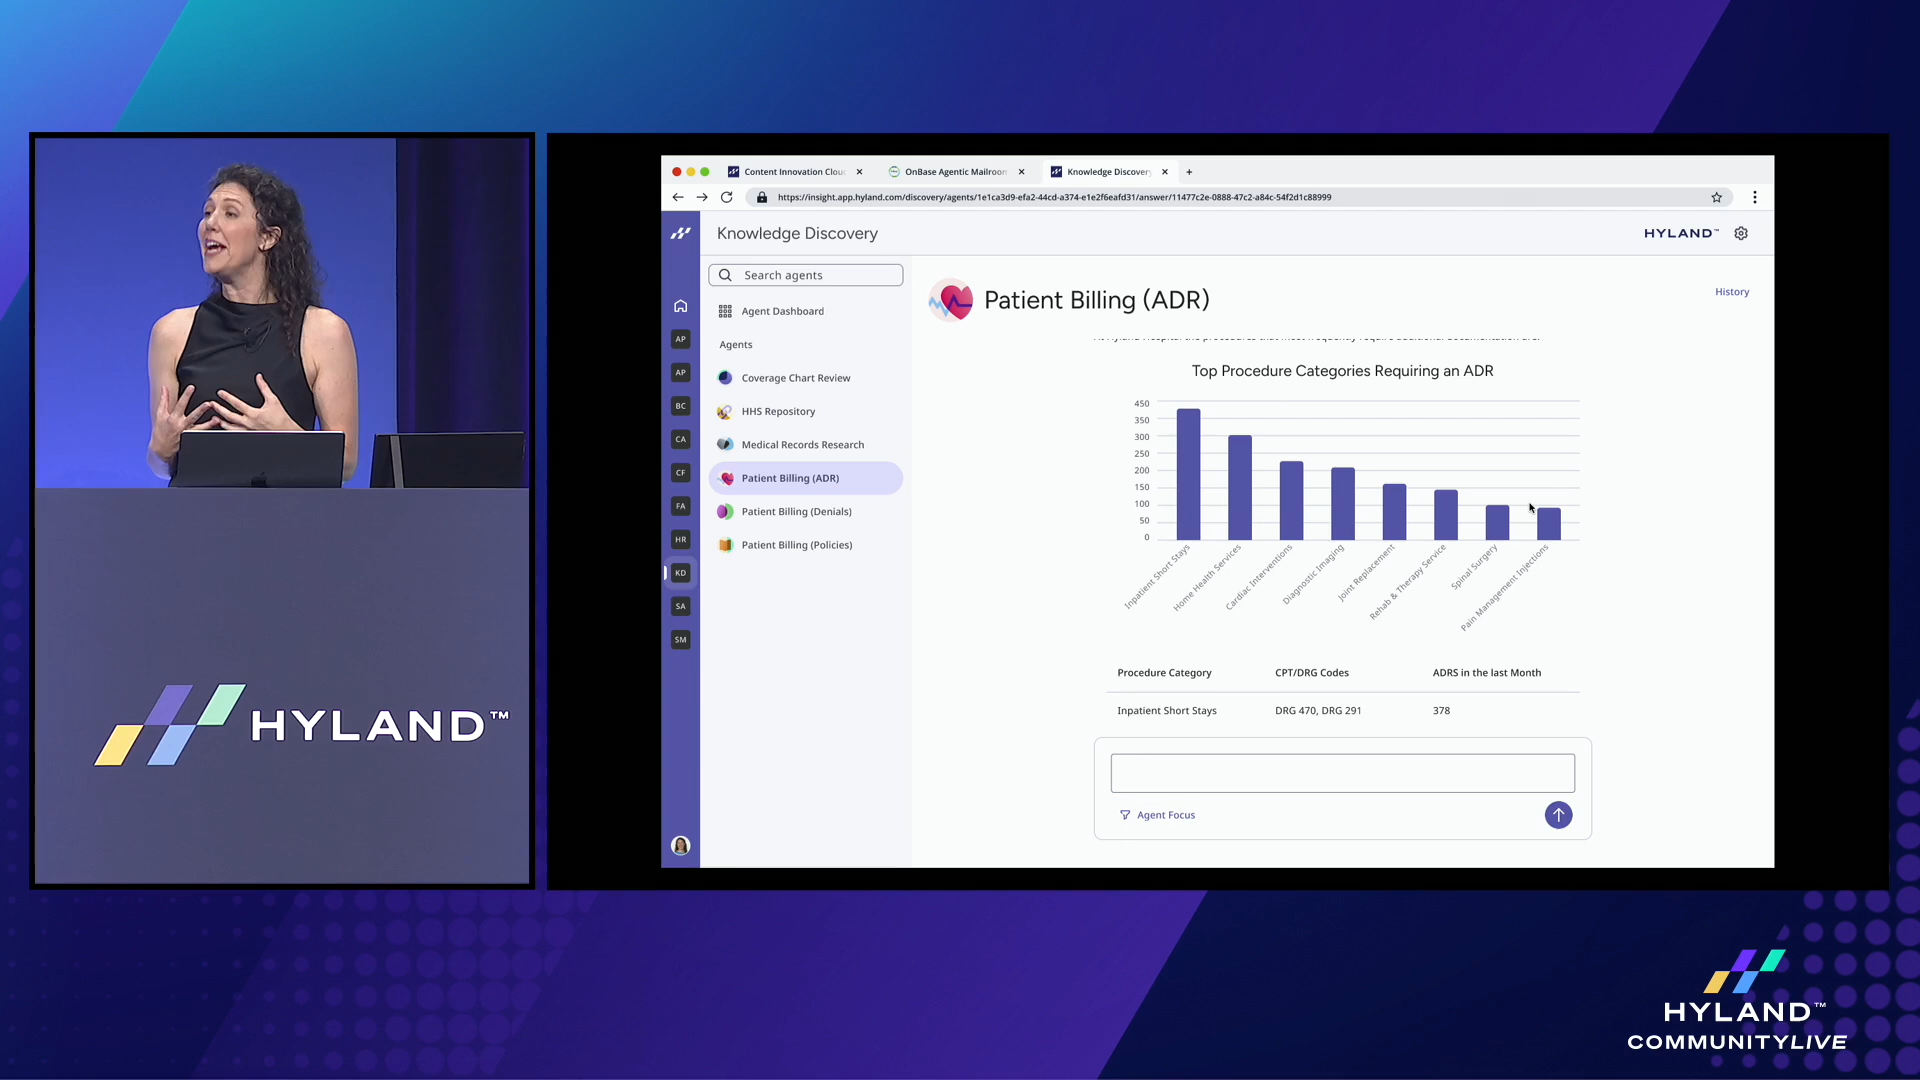 Content Innovation Clou
OnBase Agentic Mailroom
Knowledge Discovery
https://insight.app.hyland.com/discovery/agents/1e1ca3d9-efa2-44cd-a374-e1e2f6eafd31/answer/11477c2e-0888-47c2-a84c-54f2d1c88999
Knowledge Discovery
HYLAND™
Search agents
Agent Dashboard
Agents
Coverage Chart Review
HHS Repository
Medical Records Research
Patient Billing (ADR)
Patient Billing (Denials)
Patient Billing (Policies)
AP
AP
BC
CA
CF
FA
HR
KD
SA
SM
Patient Billing (ADR)
History
Top Procedure Categories Requiring an ADR
450
350
300
250
200
150
100
50
0
Inpatient Short Stays
Home Health Services
Cardiac Interventions
Diagnostic Imaging
Joint Replacement
Rehab & Therapy Service
Spinal Surgery
Pain Management Injections
Procedure Category CPT/DRG Codes ADRS in the last Month
Inpatient Short Stays DRG 470, DRG 291 378
Agent Focus
HYLAND™
HYLAND™
COMMUNITYLIVE